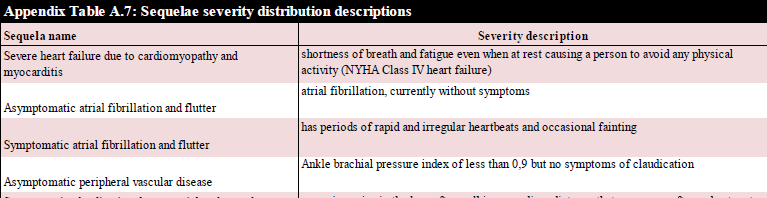 Appendix Table A.7: Sequelae severity distribution descriptions
Sequela name
Severity description
Severe heart failure due to cardiomyopathy and
myocarditis
shortness of breath and fatigue even when at rest causing a person to avoid any physical
activity (NYHA Class IV heart failure)
Asymptomatic atrial fibrillation and flutter
atrial fibrillation, currently without symptoms
Symptomatic atrial fibrillation and flutter
has periods of rapid and irregular heartbeats and occasional fainting
Asymptomatic peripheral vascular disease
Ankle brachial pressure index of less than 0,9 but no symptoms of claudication